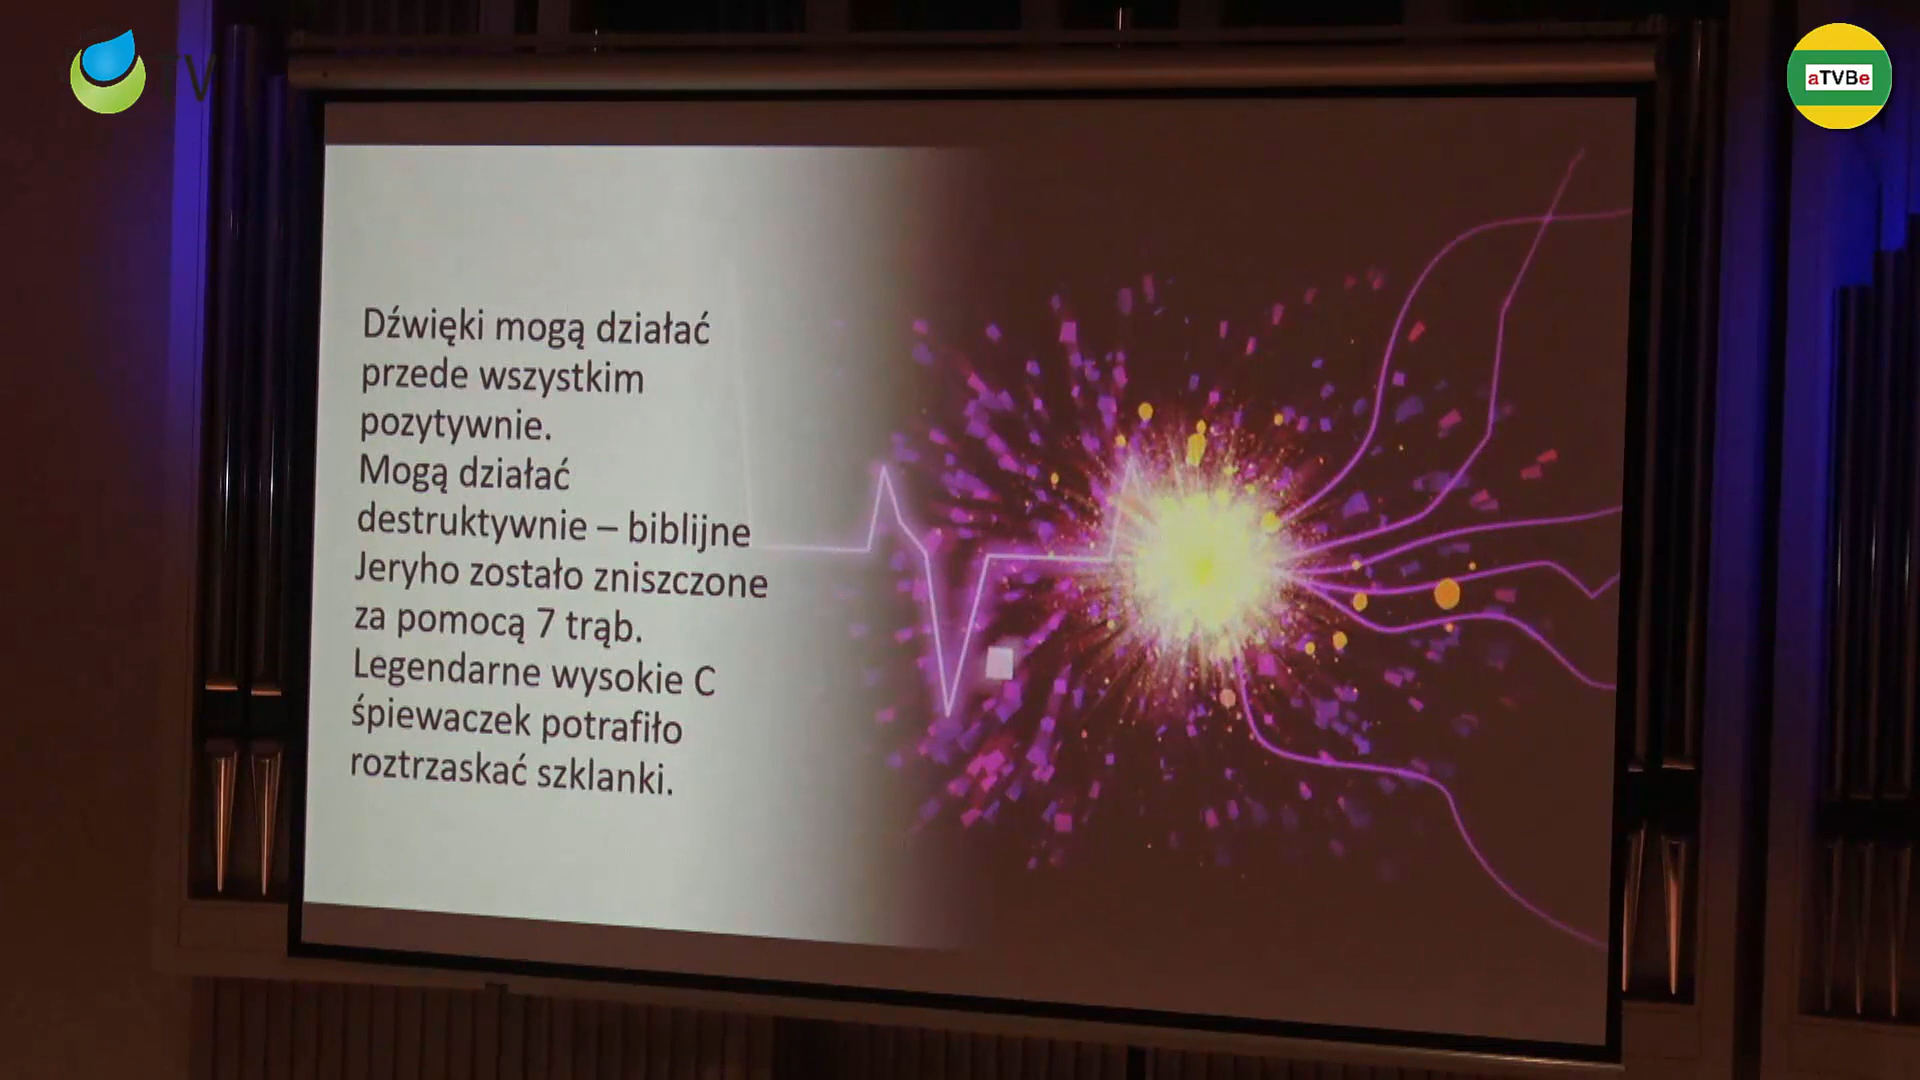 TV
aTVBe
Dźwięki mogą działać
przede wszystkim
pozytywnie.
Mogą działać
destruktywnie – biblijne
Jeryho zostało zniszczone
za pomocą 7 trąb.
Legendarne wysokie C
śpiewaczek potrafiło
roztrzaskać szklanki.